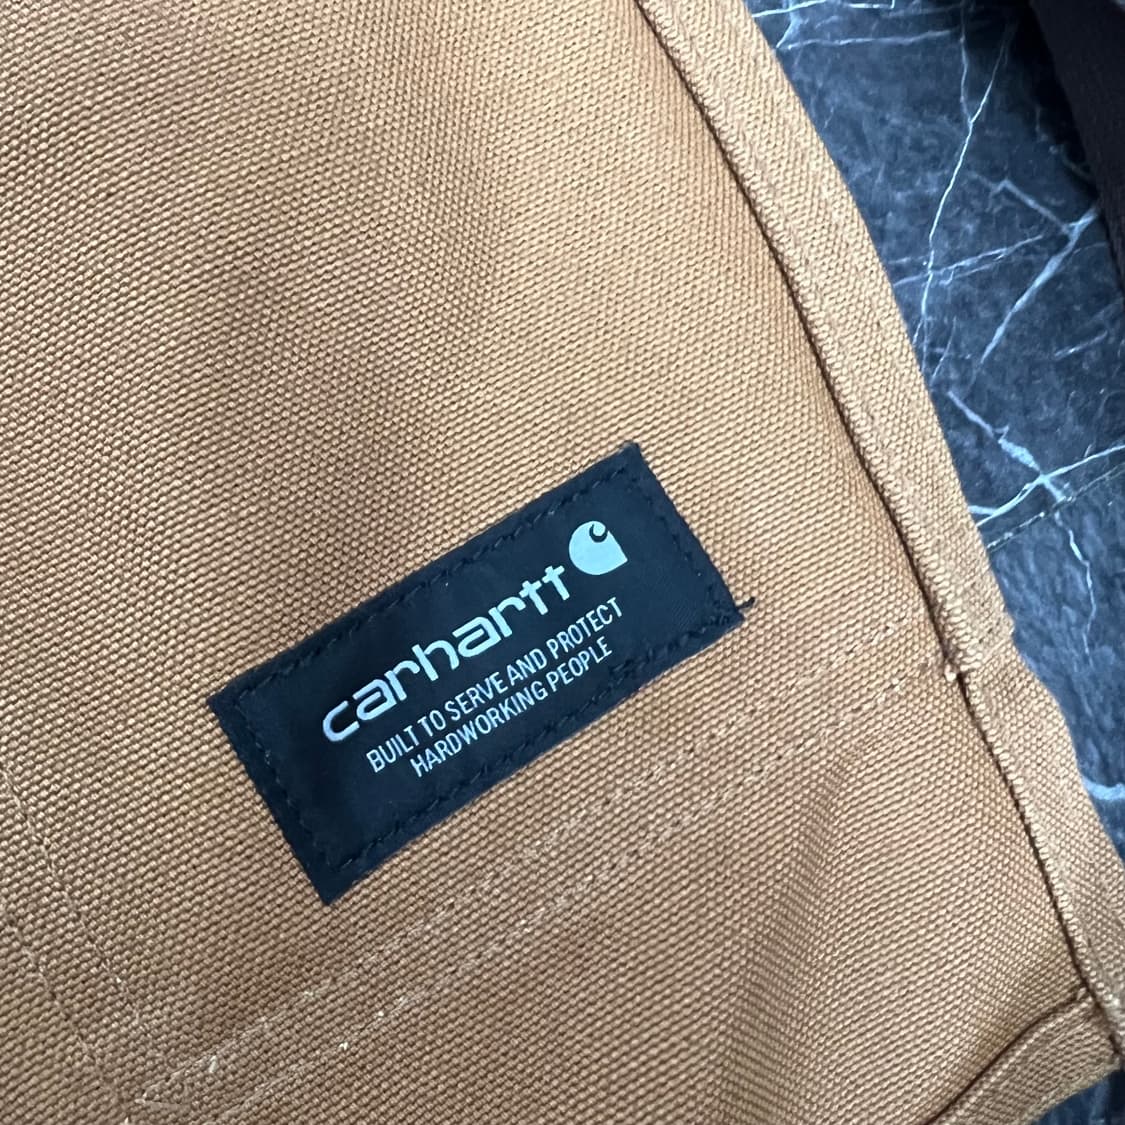 carhartt
BUILT TO SERVE AND PROTECT
HARDWORKING PEOPLE